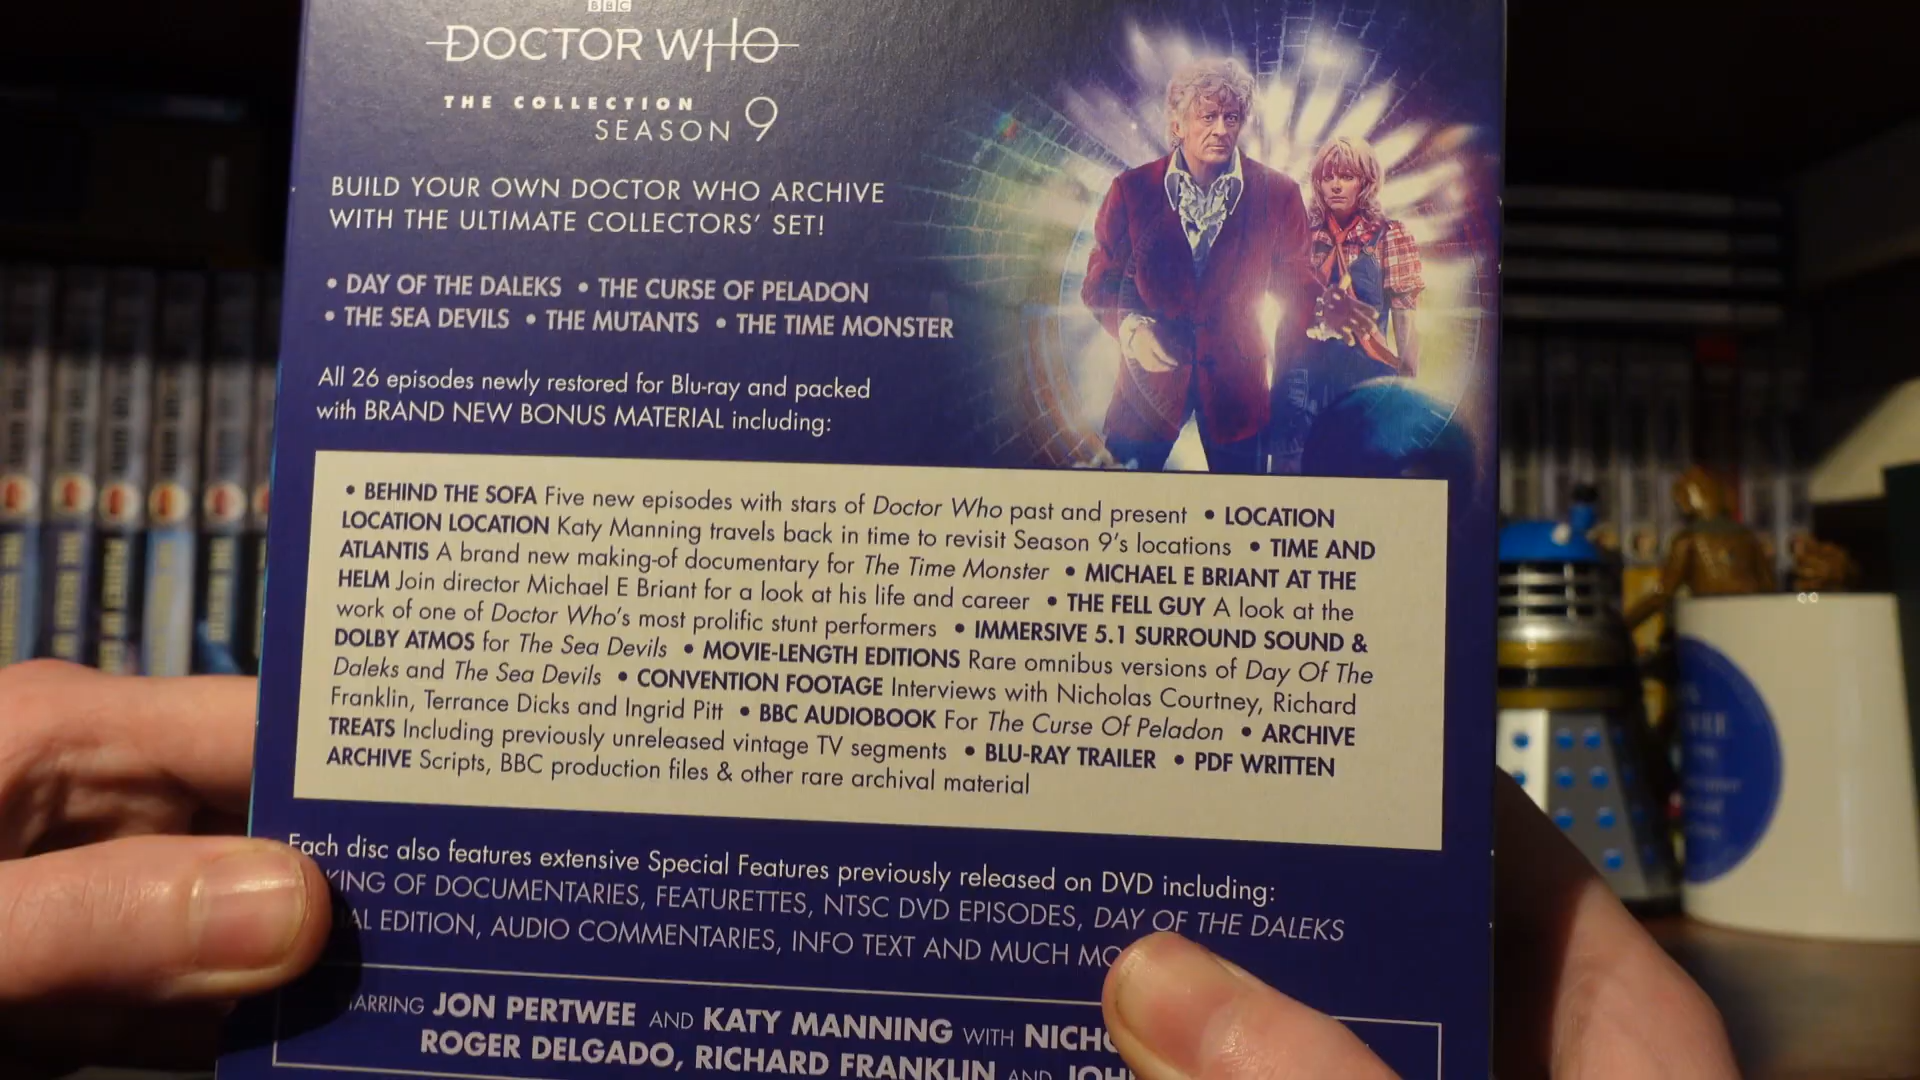 BBC
DOCTOR WHO
THE COLLECTION
SEASON 9
BUILD YOUR OWN DOCTOR WHO ARCHIVE
WITH THE ULTIMATE COLLECTORS' SET!
• DAY OF THE DALEKS • THE CURSE OF PELADON
• THE SEA DEVILS • THE MUTANTS • THE TIME MONSTER
All 26 episodes newly restored for Blu-ray and packed
with BRAND NEW BONUS MATERIAL including:
• BEHIND THE SOFA Five new episodes with stars of Doctor Who past and present • LOCATION
LOCATION LOCATION Katy Manning travels back in time to revisit Season 9's locations • TIME AND
ATLANTIS A brand new making-of documentary for The Time Monster • MICHAEL E BRIANT AT THE
HELM Join director Michael E Briant for a look at his life and career • THE FELL GUY A look at the
work of one of Doctor Who's most prolific stunt performers • IMMERSIVE 5.1 SURROUND SOUND &
DOLBY ATMOS for The Sea Devils • MOVIE-LENGTH EDITIONS Rare omnibus versions of Day Of The
Daleks and The Sea Devils • CONVENTION FOOTAGE Interviews with Nicholas Courtney, Richard
Franklin, Terrance Dicks and Ingrid Pitt • BBC AUDIOBOOK For The Curse Of Peladon • ARCHIVE
TREATS Including previously unreleased vintage TV segments • BLU-RAY TRAILER • PDF WRITTEN
ARCHIVE Scripts, BBC production files & other rare archival material
Each disc also features extensive Special Features previously released on DVD including:
KING OF DOCUMENTARIES, FEATURETTES, NTSC DVD EPISODES, DAY OF THE DALEKS
AL EDITION, AUDIO COMMENTARIES, INFO TEXT AND MUCH MO
ARRING JON PERTWEE AND KATY MANNING WITH NICHO
ROGER DELGADO, RICHARD FRANKLIN AND JOH